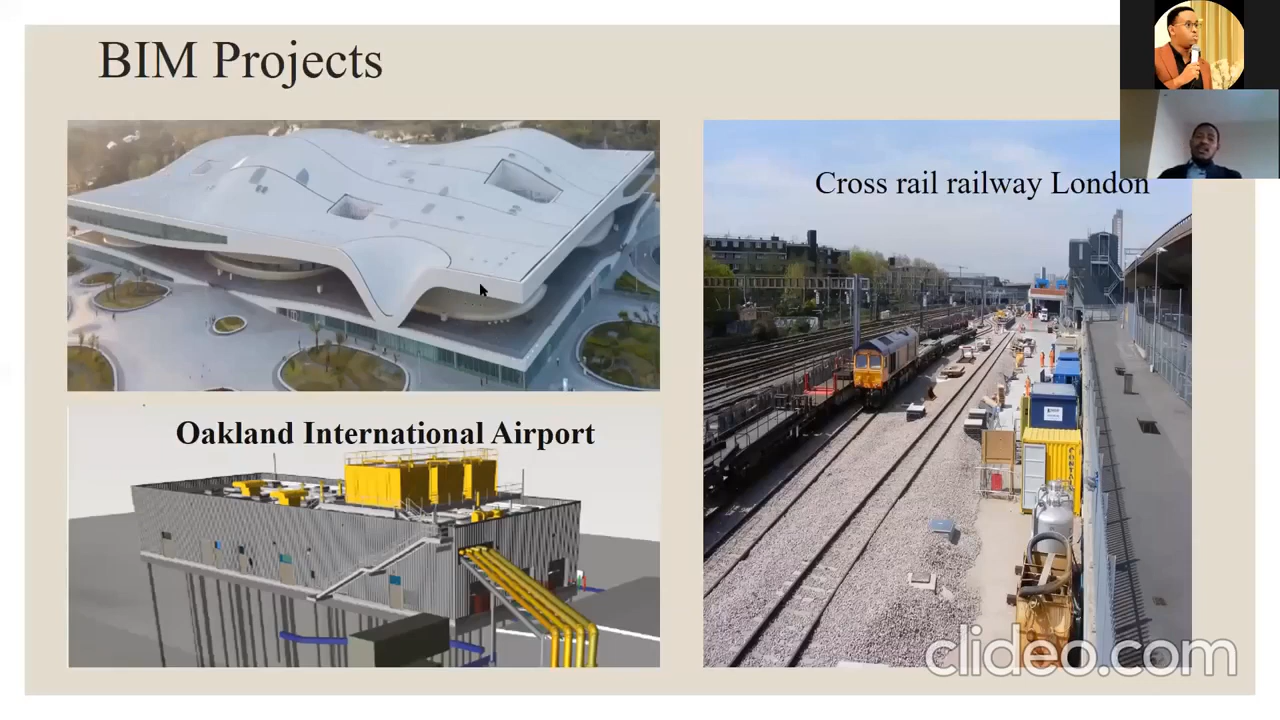 BIM Projects
Cross rail railway London
Oakland International Airport
clideo.com